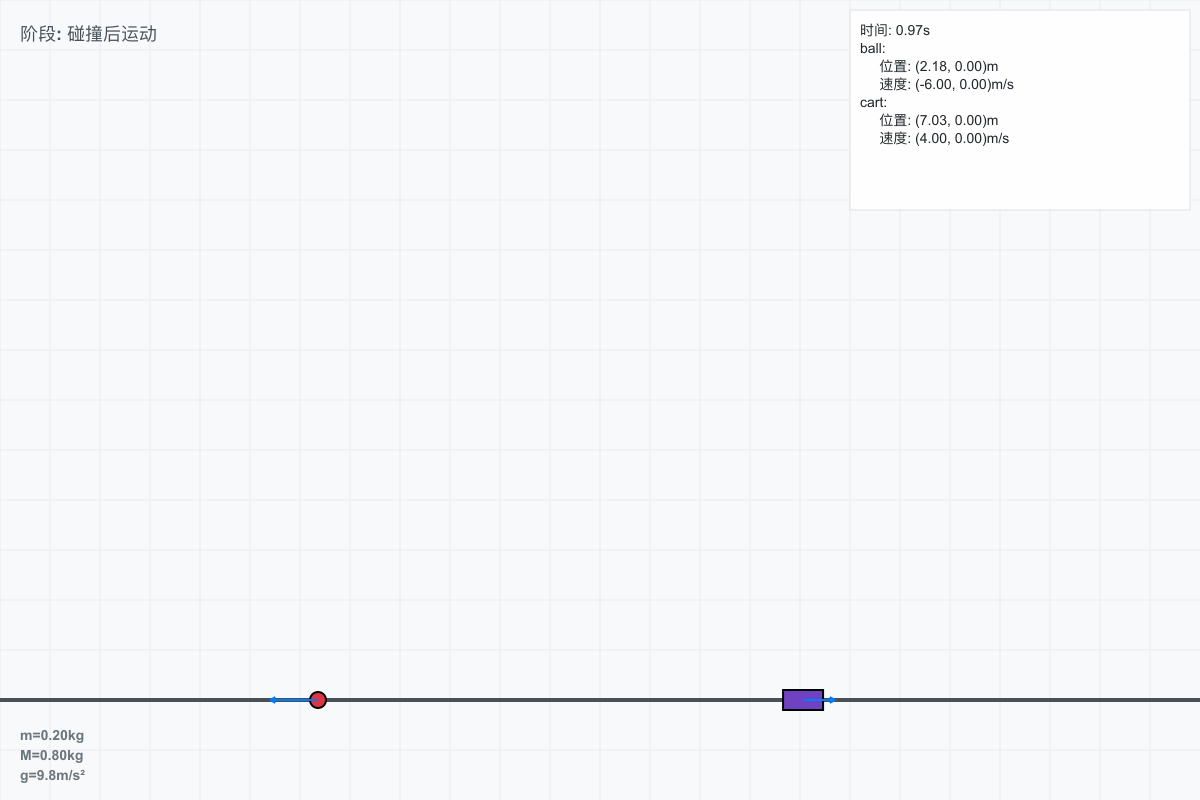 阶段: 碰撞后运动
时间: 0.97s
ball:
位置: (2.18, 0.00)m
速度: (-6.00, 0.00)m/s
cart:
位置: (7.03, 0.00)m
速度: (4.00, 0.00)m/s
m=0.20kg
M=0.80kg
g=9.8m/s²